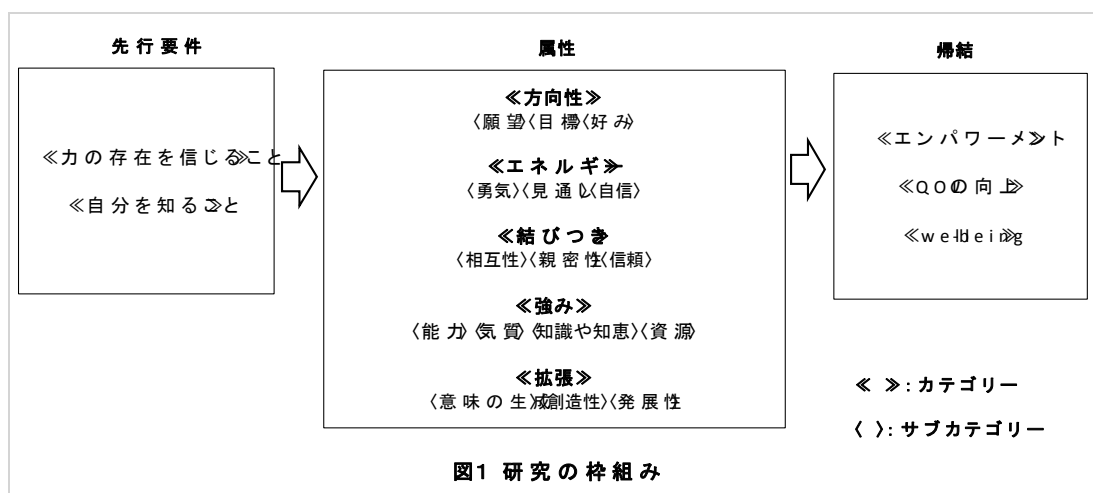 先行要件
≪力の存在を信じること≫
≪自分を知ること≫
属性
≪方向性≫
〈願望〉〈目標〉〈好み〉
≪エネルギー≫
〈勇気〉〈見通し〉〈自信〉
≪結びつき≫
〈相互性〉〈親密性〉〈信頼〉
≪強み≫
〈能力〉〈気質〉〈知識や知恵〉〈資源〉
≪拡張≫
〈意味の生成〉〈創造性〉〈発展性〉
帰結
≪エンパワーメント≫
≪QOLの向上≫
≪well-being≫
≪ ≫:カテゴリー
〈 〉:サブカテゴリー
図1 研究の枠組み